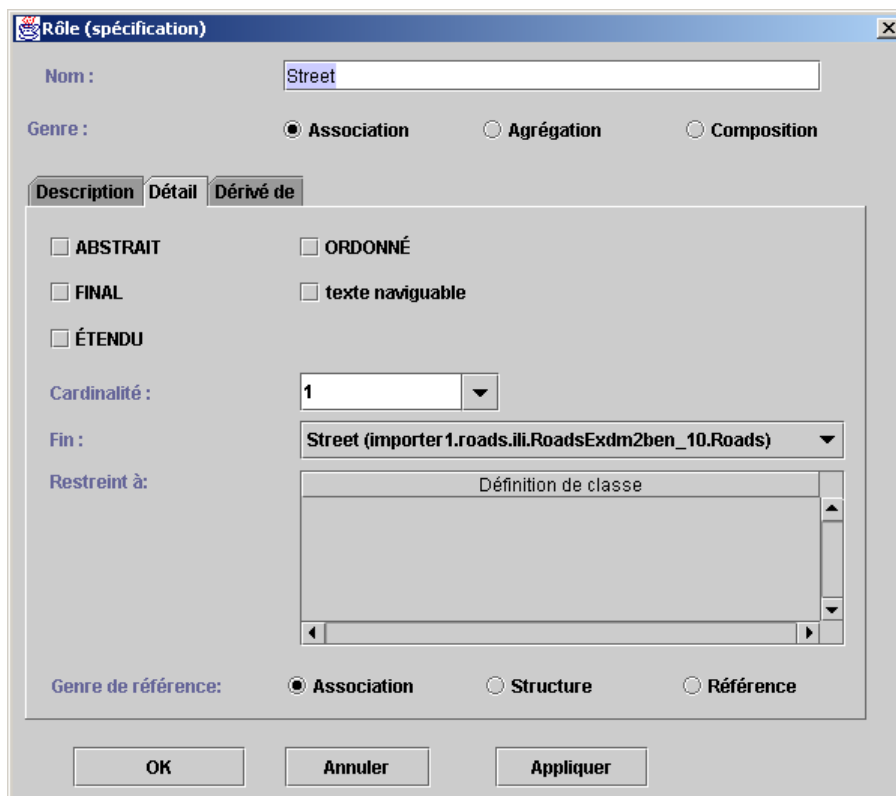 Rôle (spécification)
Nom :
Street
Genre :
Association
Agrégation
Composition
Description
Détail
Dérivé de
ABSTRAIT
ORDONNÉ
FINAL
texte naviguable
ÉTENDU
Cardinalité :
1
Fin :
Street (importer1.roads.ili.RoadsExdm2ben_10.Roads)
Restreint à:
Définition de classe
Genre de référence:
Association
Structure
Référence
OK
Annuler
Appliquer